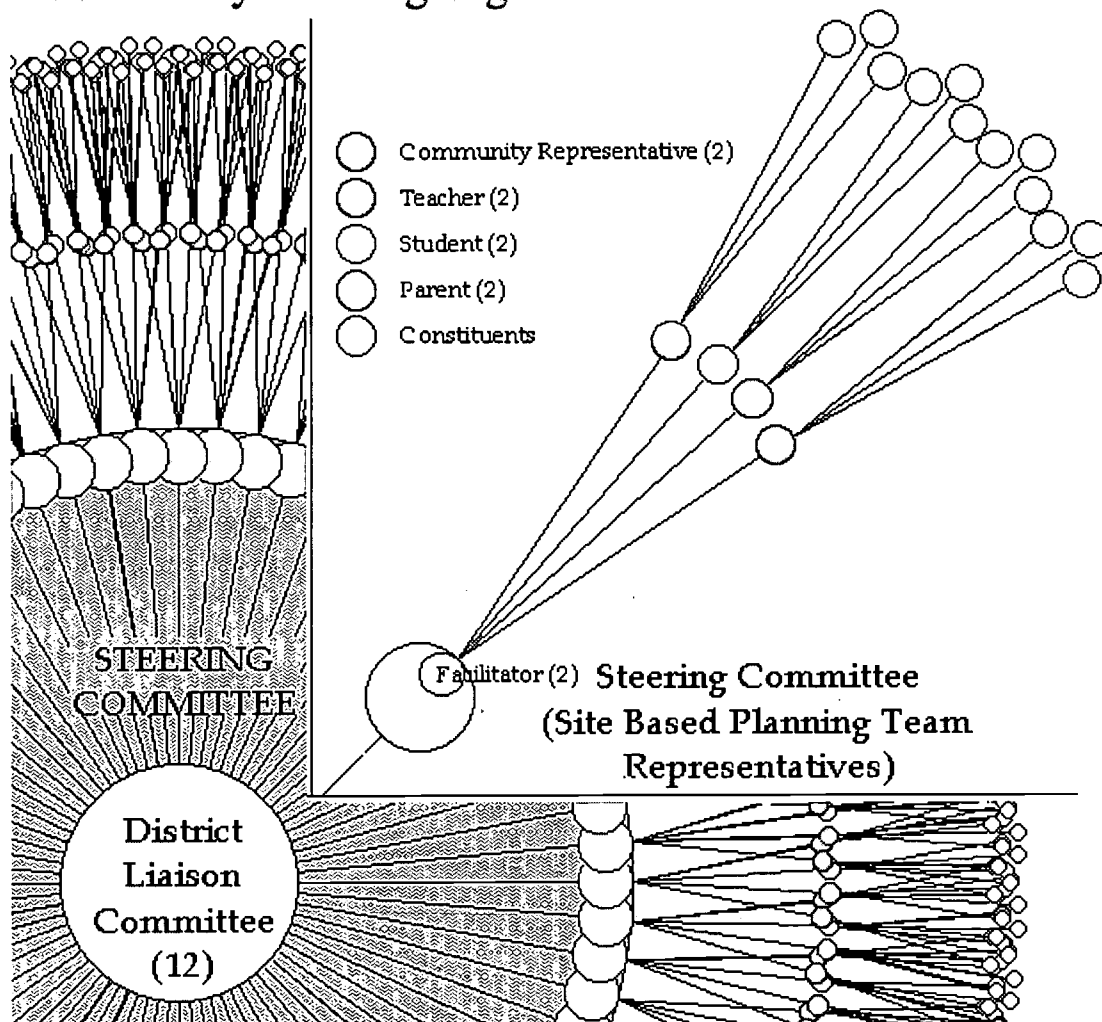 Community Representative (2)
Teacher (2)
Student (2)
Parent (2)
Constituents
Facilitator (2)
Steering Committee
(Site Based Planning Team
Representatives)
STEERING
COMMITTEE
District
Liaison
Committee
(12)